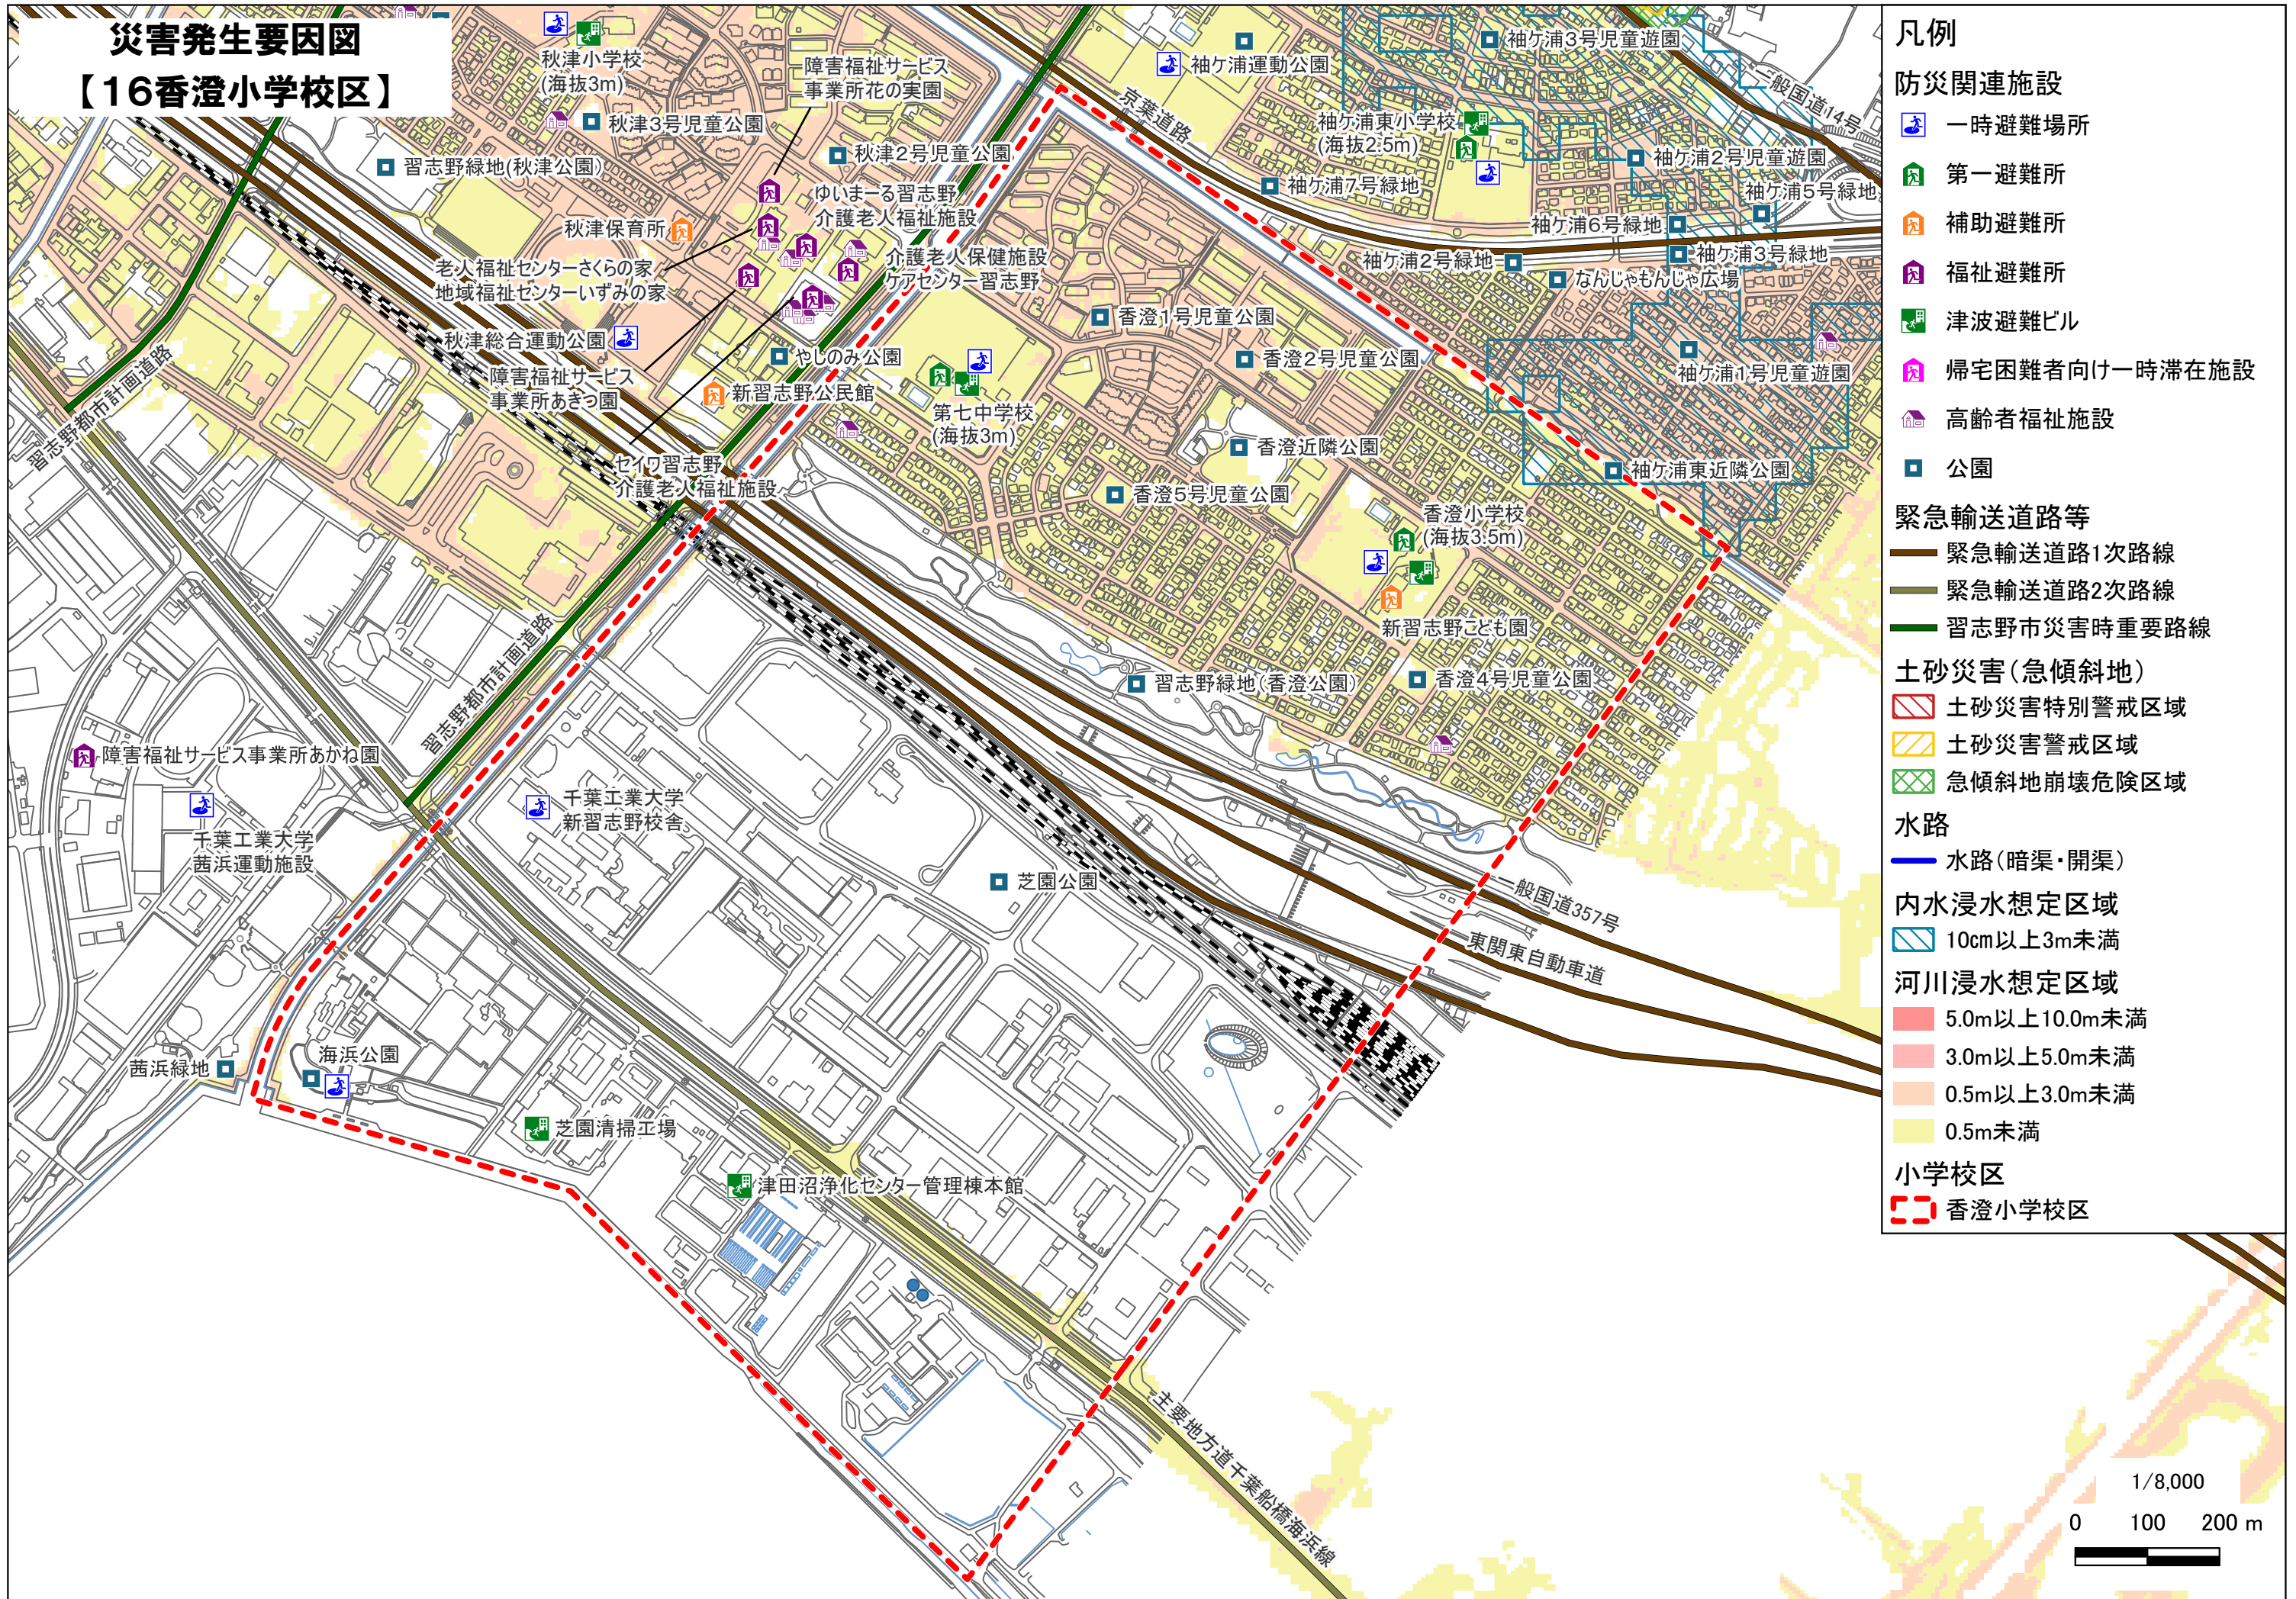 災害発生要因図
【16香澄小学校区】
秋津小学校
(海抜3m)
障害福祉サービス
事業所花の実園
袖ケ浦運動公園
袖ケ浦3号児童遊園
一般国道14号
京葉道路
秋津3号児童公園
袖ケ浦東小学校
(海抜2.5m)
習志野緑地(秋津公園)
秋津2号児童公園
袖ケ浦2号児童遊園
袖ケ浦7号緑地
袖ケ浦5号緑地
ゆいまーる習志野
介護老人福祉施設
秋津保育所
袖ケ浦6号緑地
介護老人保健施設
ケアセンター習志野
袖ケ浦3号緑地
老人福祉センターさくらの家
地域福祉センターいずみの家
袖ケ浦2号緑地
なんじゃもんじゃ広場
香澄1号児童公園
秋津総合運動公園
やしのみ公園
香澄2号児童公園
袖ケ浦1号児童遊園
障害福祉サービス
事業所あきつ園
新習志野公民館
第七中学校
(海抜3m)
習志野都市計画道路
香澄近隣公園
セイワ習志野
介護老人福祉施設
袖ケ浦東近隣公園
香澄5号児童公園
香澄小学校
(海抜3.5m)
新習志野こども園
習志野都市計画道路
習志野緑地(香澄公園)
香澄4号児童公園
障害福祉サービス事業所あかね園
千葉工業大学
新習志野校舎
千葉工業大学
茜浜運動施設
芝園公園
一般国道357号
東関東自動車道
海浜公園
茜浜緑地
芝園清掃工場
津田沼浄化センター管理棟本館
主要地方道千葉船橋海浜線
凡例
防災関連施設
一時避難場所
第一避難所
補助避難所
福祉避難所
津波避難ビル
帰宅困難者向け一時滞在施設
高齢者福祉施設
公園
緊急輸送道路等
緊急輸送道路1次路線
緊急輸送道路2次路線
習志野市災害時重要路線
土砂災害(急傾斜地)
土砂災害特別警戒区域
土砂災害警戒区域
急傾斜地崩壊危険区域
水路
水路(暗渠・開渠)
内水浸水想定区域
10cm以上3m未満
河川浸水想定区域
5.0m以上10.0m未満
3.0m以上5.0m未満
0.5m以上3.0m未満
0.5m未満
小学校区
香澄小学校区
1/8,000
0 100 200 m